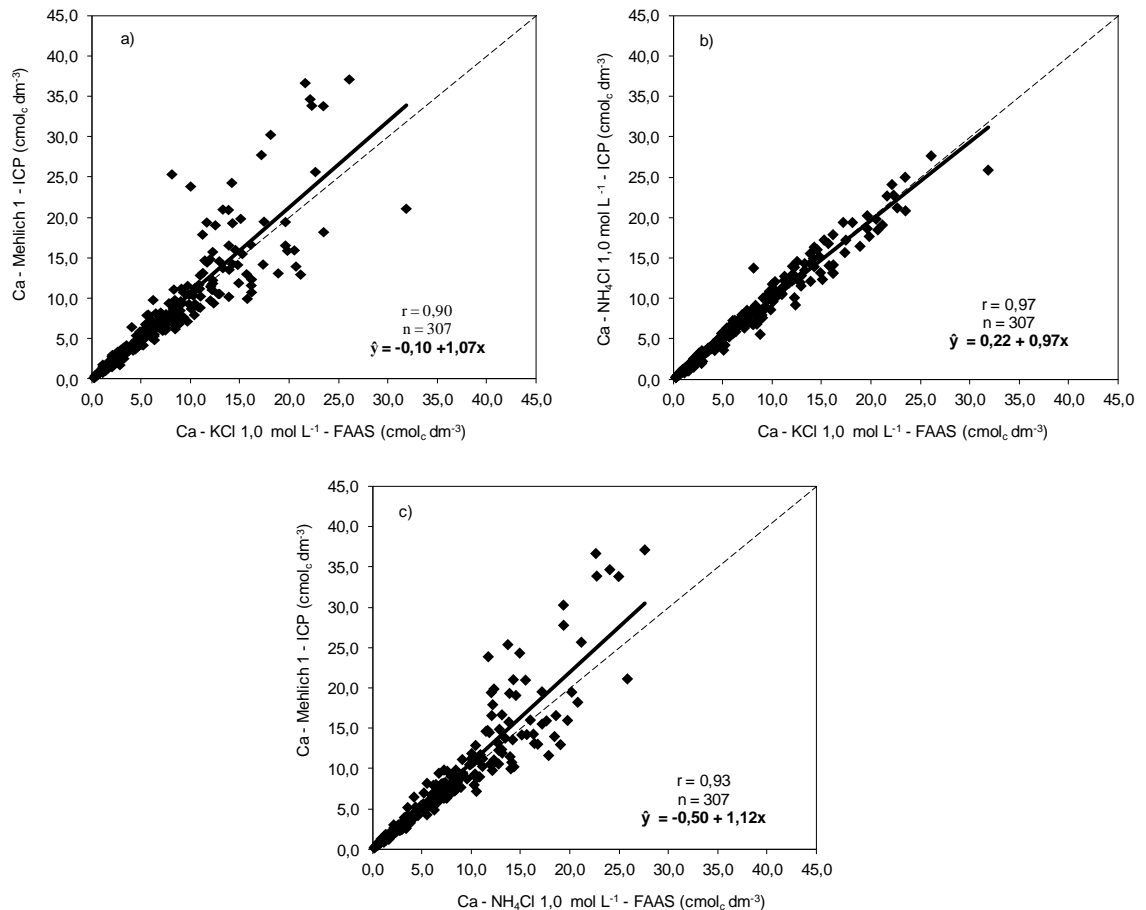 a)
Ca - Mehlich 1 - ICP (cmol_c dm⁻³)
45,0
40,0
35,0
30,0
25,0
20,0
15,0
10,0
5,0
0,0
r = 0,90
n = 307
ŷ = -0,10 +1,07x
0,0 5,0 10,0 15,0 20,0 25,0 30,0 35,0 40,0 45,0
Ca - KCl 1,0 mol L⁻¹ - FAAS (cmol_c dm⁻³)
b)
Ca - NH₄Cl 1,0 mol L⁻¹ - ICP (cmol_c dm⁻³)
45,0
40,0
35,0
30,0
25,0
20,0
15,0
10,0
5,0
0,0
r = 0,97
n = 307
ŷ = 0,22 + 0,97x
0,0 5,0 10,0 15,0 20,0 25,0 30,0 35,0 40,0 45,0
Ca - KCl 1,0 mol L⁻¹ - FAAS (cmol_c dm⁻³)
c)
Ca - Mehlich 1 - ICP (cmol_c dm⁻³)
45,0
40,0
35,0
30,0
25,0
20,0
15,0
10,0
5,0
0,0
r = 0,93
n = 307
ŷ = -0,50 + 1,12x
0,0 5,0 10,0 15,0 20,0 25,0 30,0 35,0 40,0 45,0
Ca - NH₄Cl 1,0 mol L⁻¹ - FAAS (cmol_c dm⁻³)